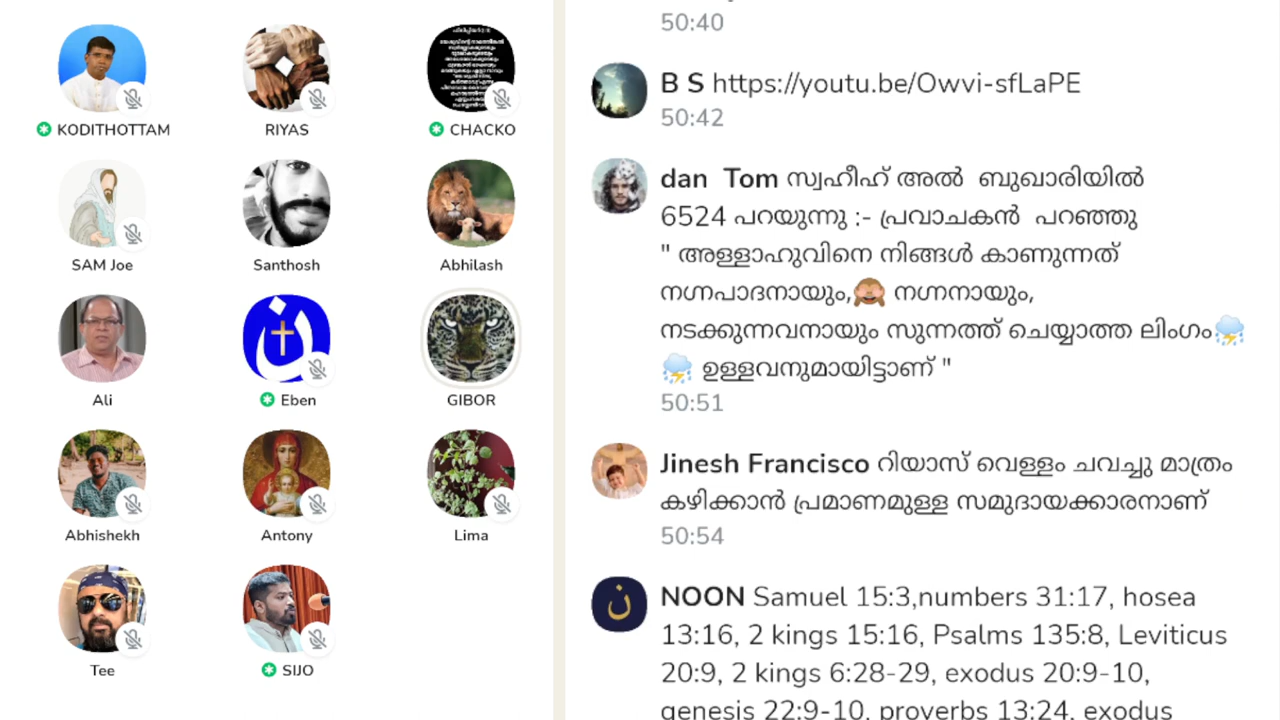 KODITHOTTAM
RIYAS
CHACKO
SAM Joe
Santhosh
Abhilash
Ali
Eben
GIBOR
Abhishekh
Antony
Lima
Tee
SIJO
50:40
B S https://youtu.be/Owvi-sfLaPE
50:42
dan Tom സ്വഹീഹ് അൽ ബുഖാരിയിൽ
6524 പറയുന്നു :- പ്രവാചകൻ പറഞ്ഞു
" അള്ളാഹുവിനെ നിങ്ങൾ കാണുന്നത്
നഗ്നപാദനായും,🙈 നഗ്നനായും,
നടക്കുന്നവനായും സുന്നത്ത് ചെയ്യാത്ത ലിംഗം⛈️
⛈️ ഉള്ളവനുമായിട്ടാണ് "
50:51
Jinesh Francisco റിയാസ് വെള്ളം ചവച്ചു മാത്രം
കഴിക്കാൻ പ്രമാണമുള്ള സമുദായക്കാരനാണ്
50:54
NOON Samuel 15:3,numbers 31:17, hosea
13:16, 2 kings 15:16, Psalms 135:8, Leviticus
20:9, 2 kings 6:28-29, exodus 20:9-10,
genesis 22:9-10, proverbs 13:24, exodus